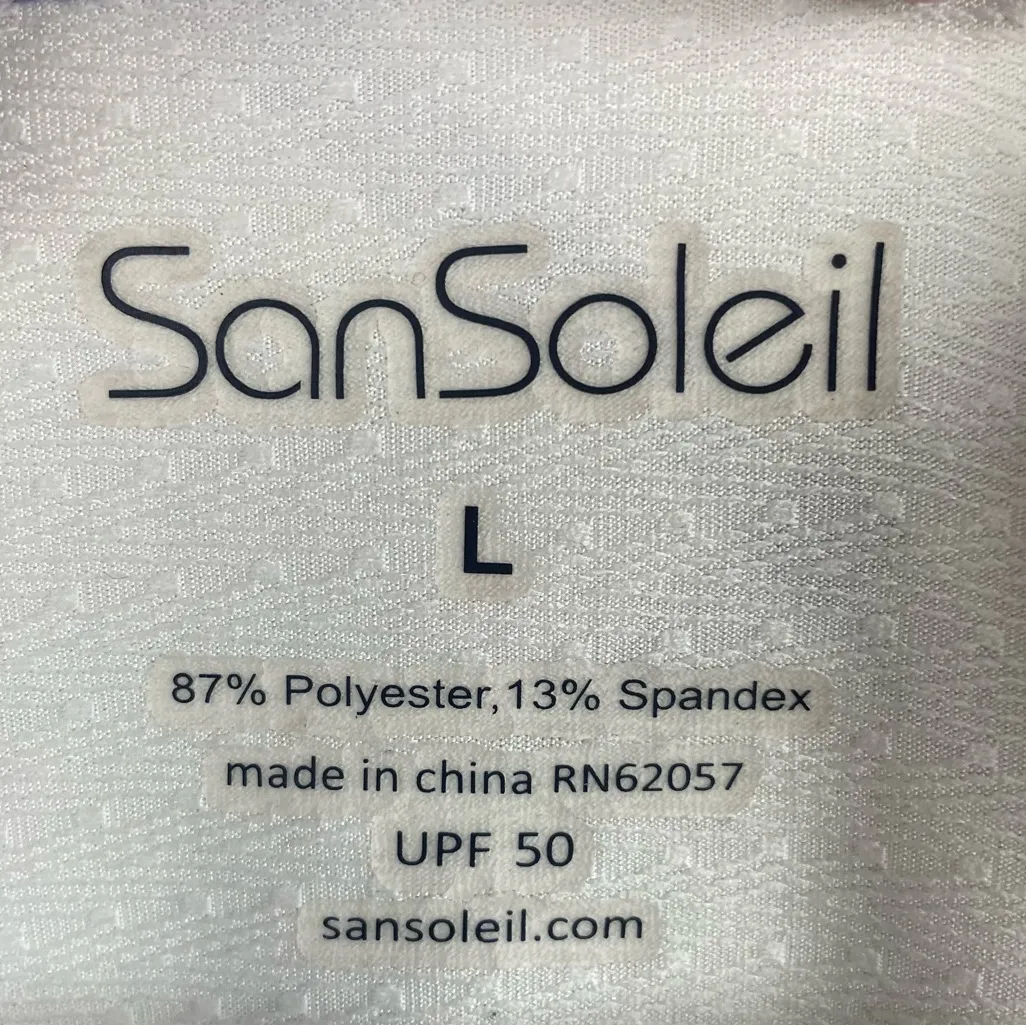 SanSoleil
L
87% Polyester,13% Spandex
made in china RN62057
UPF 50
sansoleil.com